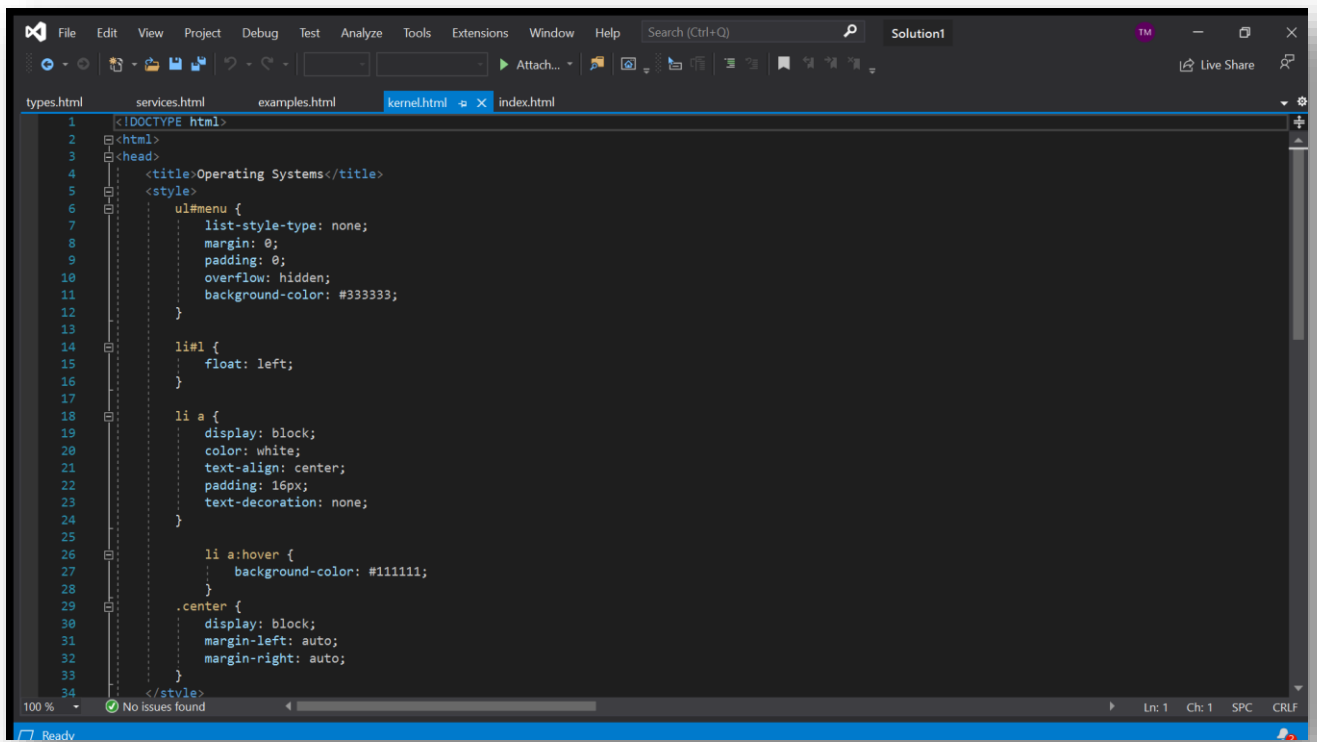 File Edit View Project Debug Test Analyze Tools Extensions Window Help Search (Ctrl+Q) Solution1 TM
Attach... Live Share
types.html services.html examples.html kernel.html index.html
1 <!DOCTYPE html>
2 <html>
3 <head>
4 <title>Operating Systems</title>
5 <style>
6 ul#menu {
7 list-style-type: none;
8 margin: 0;
9 padding: 0;
10 overflow: hidden;
11 background-color: #333333;
12 }
13
14 li#l {
15 float: left;
16 }
17
18 li a {
19 display: block;
20 color: white;
21 text-align: center;
22 padding: 16px;
23 text-decoration: none;
24 }
25
26 li a:hover {
27 background-color: #111111;
28 }
29 .center {
30 display: block;
31 margin-left: auto;
32 margin-right: auto;
33 }
34 </style>
100 % No issues found Ln: 1 Ch: 1 SPC CRLF
Ready 2